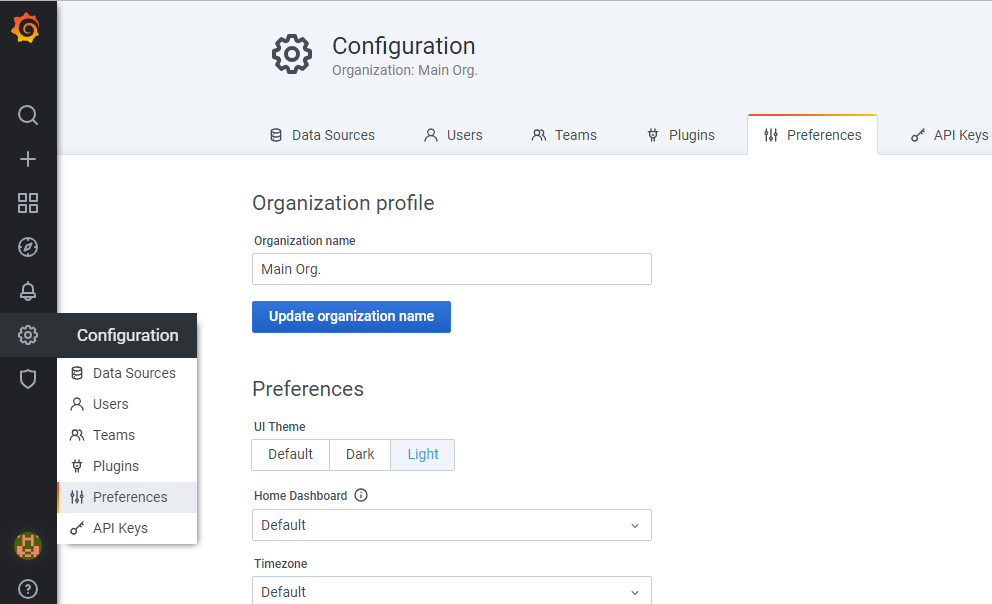 Configuration
Organization: Main Org.
Data Sources Users Teams Plugins Preferences API Keys
Organization profile
Organization name
Main Org.
Update organization name
Configuration
Data Sources
Users
Teams
Plugins
Preferences
API Keys
Preferences
UI Theme
Default Dark Light
Home Dashboard
Default
Timezone
Default